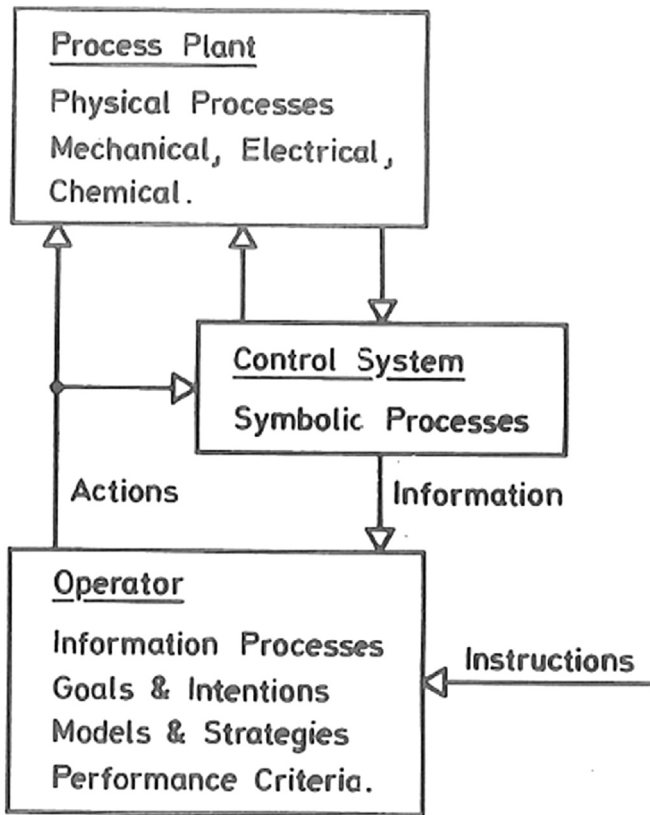 Process Plant
Physical Processes
Mechanical, Electrical,
Chemical.
Control System
Symbolic Processes
Actions
Information
Operator
Information Processes
Goals & Intentions
Models & Strategies
Performance Criteria.
Instructions